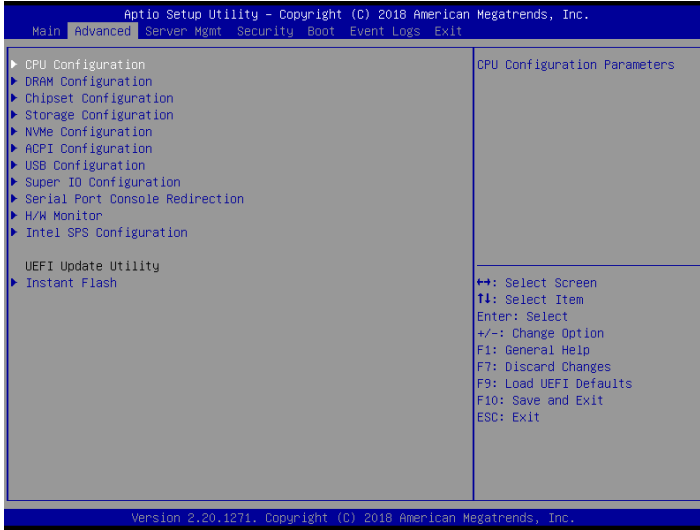 Aptio Setup Utility – Copyright (C) 2018 American Megatrends, Inc.
Main Advanced Server Mgmt Security Boot Event Logs Exit
CPU Configuration
DRAM Configuration
Chipset Configuration
Storage Configuration
NVMe Configuration
ACPI Configuration
USB Configuration
Super IO Configuration
Serial Port Console Redirection
H/W Monitor
Intel SPS Configuration
UEFI Update Utility
Instant Flash
CPU Configuration Parameters
↔: Select Screen
↑↓: Select Item
Enter: Select
+/-: Change Option
F1: General Help
F7: Discard Changes
F9: Load UEFI Defaults
F10: Save and Exit
ESC: Exit
Version 2.20.1271. Copyright (C) 2018 American Megatrends, Inc.